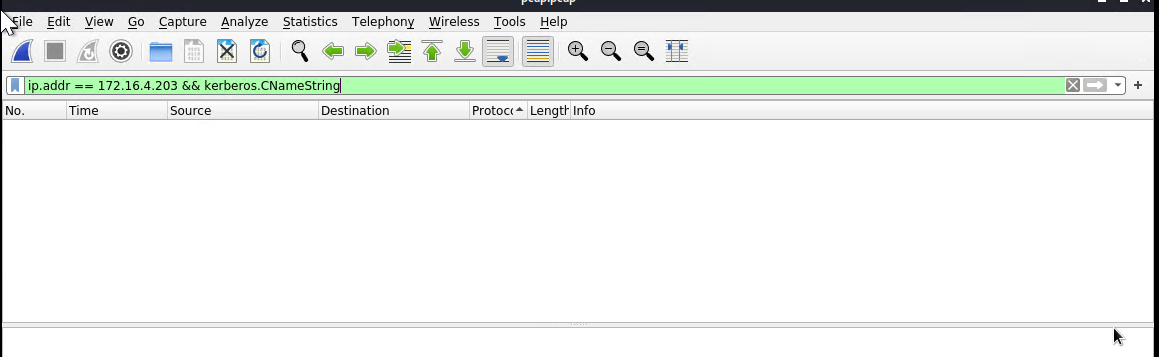 pcap.pcap
File Edit View Go Capture Analyze Statistics Telephony Wireless Tools Help
ip.addr == 172.16.4.203 && kerberos.CNameString
No. Time Source Destination Protoc Length Info